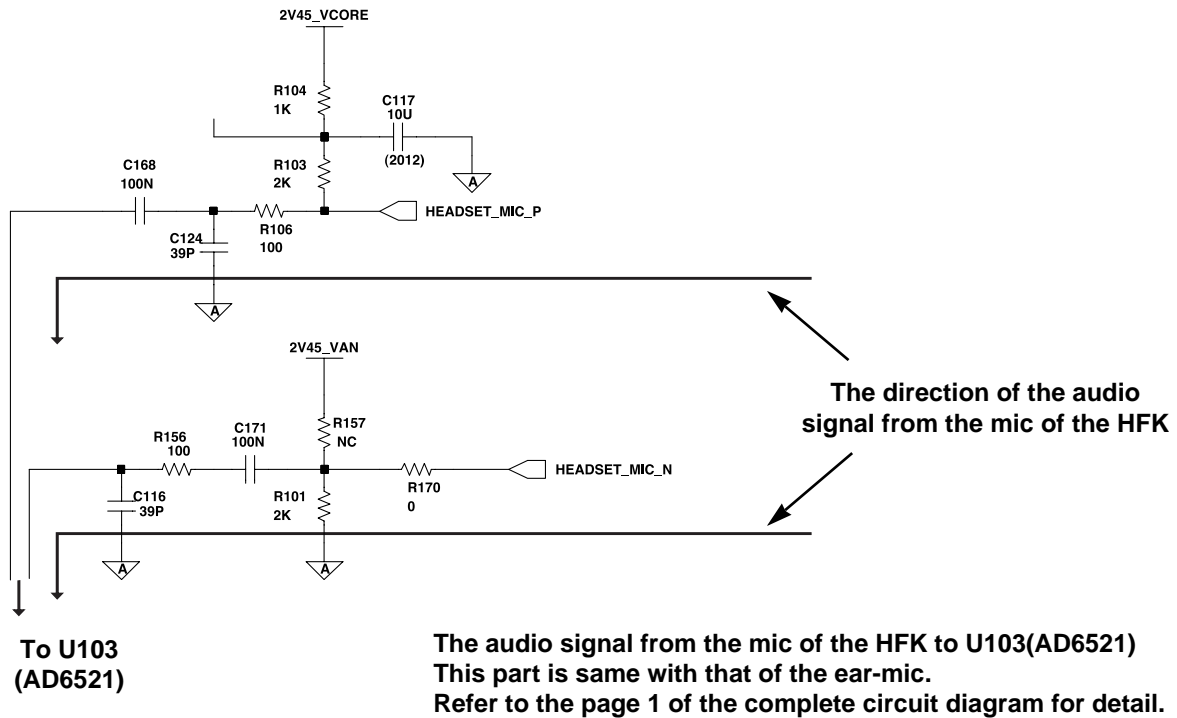 2V45_VCORE
R104
1K
C117
10U
(2012)
A
R103
2K
C168
100N
HEADSET_MIC_P
R106
100
C124
39P
A
2V45_VAN
The direction of the audio
signal from the mic of the HFK
R157
NC
C171
100N
R156
100
HEADSET_MIC_N
R170
0
R101
2K
C116
39P
A
A
To U103
(AD6521)
The audio signal from the mic of the HFK to U103(AD6521)
This part is same with that of the ear-mic.
Refer to the page 1 of the complete circuit diagram for detail.